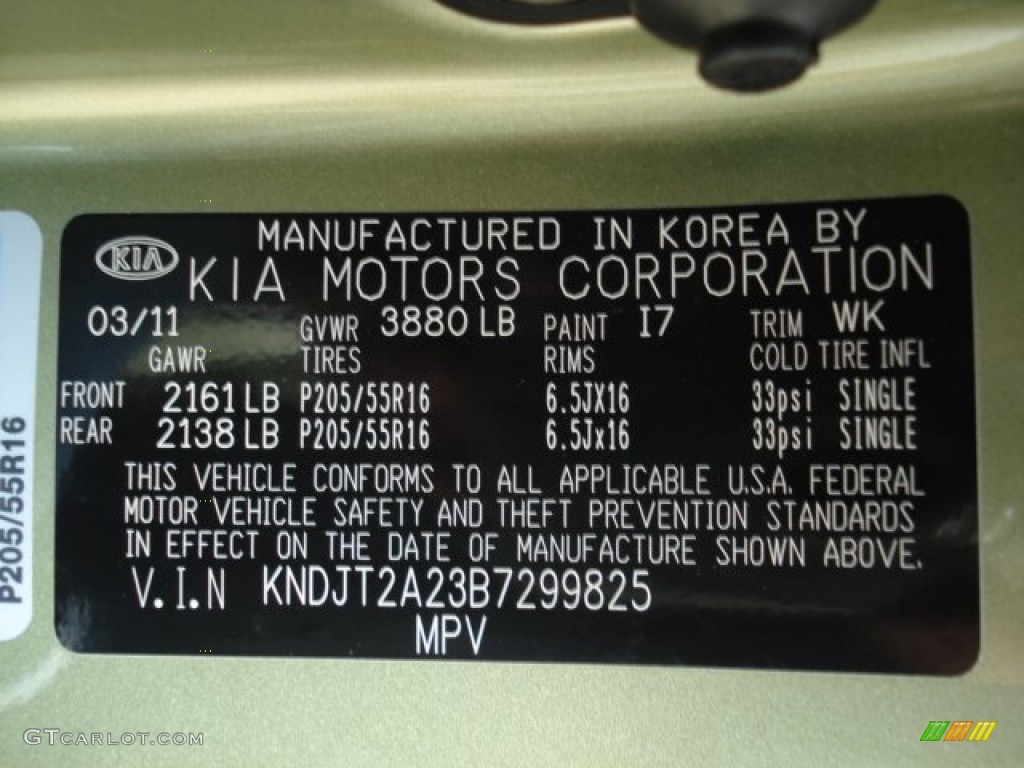 MANUFACTURED IN KOREA BY
KIA
KIA MOTORS CORPORATION
03/11 GVWR 3880 LB PAINT I7 TRIM WK
GAWR TIRES RIMS COLD TIRE INFL
FRONT 2161 LB P205/55R16 6.5JX16 33psi SINGLE
REAR 2138 LB P205/55R16 6.5Jx16 33psi SINGLE
THIS VEHICLE CONFORMS TO ALL APPLICABLE U.S.A. FEDERAL
MOTOR VEHICLE SAFETY AND THEFT PREVENTION STANDARDS
IN EFFECT ON THE DATE OF MANUFACTURE SHOWN ABOVE.
V.I.N KNDJT2A23B7299825
MPV
P205/55R16
GTCARLOT.COM